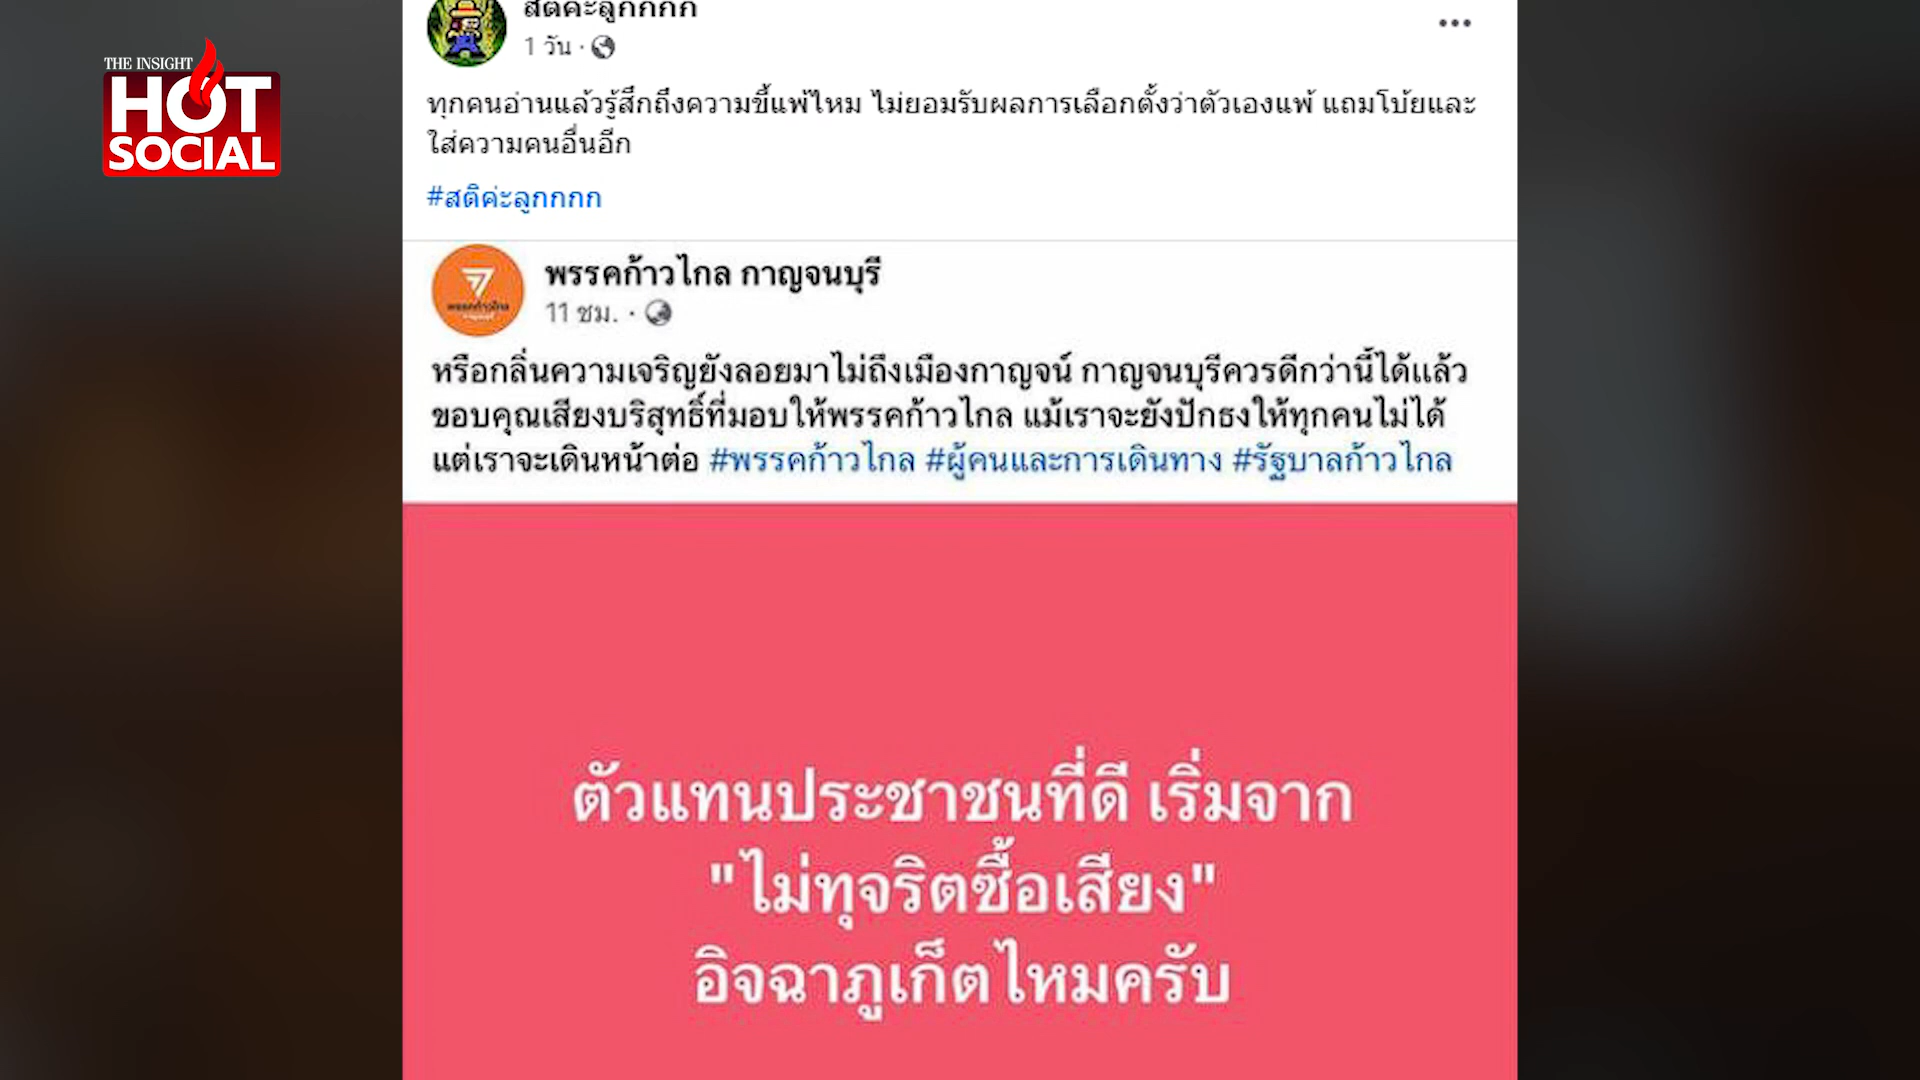 THE INSIGHT
HOT
SOCIAL
สติค่ะลูกกกก
1 วัน ·
ทุกคนอ่านแล้วรู้สึกถึงความขี้แพ้ไหม ไม่ยอมรับผลการเลือกตั้งว่าตัวเองแพ้ แถมโบ้ยและ
ใส่ความคนอื่นอีก
#สติค่ะลูกกกก
พรรคก้าวไกล กาญจนบุรี
11 ชม. ·
หรือกลิ่นความเจริญยังลอยมาไม่ถึงเมืองกาญจน์ กาญจนบุรีควรดีกว่านี้ได้แล้ว
ขอบคุณเสียงบริสุทธิ์ที่มอบให้พรรคก้าวไกล แม้เราจะยังปักธงให้ทุกคนไม่ได้
แต่เราจะเดินหน้าต่อ #พรรคก้าวไกล #ผู้คนและการเดินทาง #รัฐบาลก้าวไกล
ตัวแทนประชาชนที่ดี เริ่มจาก
"ไม่ทุจริตซื้อเสียง"
อิจฉาภูเก็ตไหมครับ